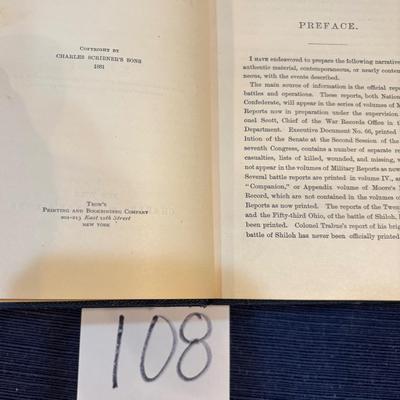 COPYRIGHT BY
CHARLES SCRIBNER'S SONS
1881
TROW'S
PRINTING AND BOOKBINDING COMPANY
201-213 East 12th Street
NEW YORK
PREFACE.
I HAVE endeavored to prepare the following narrative
authentic material, contemporaneous, or nearly contem
neous, with the events described.
The main source of information is the official repor
battles and operations. These reports, both Nation
Confederate, will appear in the series of volumes of M
Reports now in preparation under the supervision
onel Scott, Chief of the War Records Office in th
Department. Executive Document No. 66, printed
lution of the Senate at the Second Session of the
seventh Congress, contains a number of separate re
casualties, lists of killed, wounded, and missing, w
not appear in the volumes of Military Reports as now
Several battle reports are printed in volume IV., an
"Companion," or Appendix volume of Moore's
Record, which are not contained in the volumes of
Reports as now printed. The reports of the Twen
and the Fifty-third Ohio, of the battle of Shiloh,
been printed. Colonel Trabue's report of his brig
battle of Shiloh has never been officially printed
108